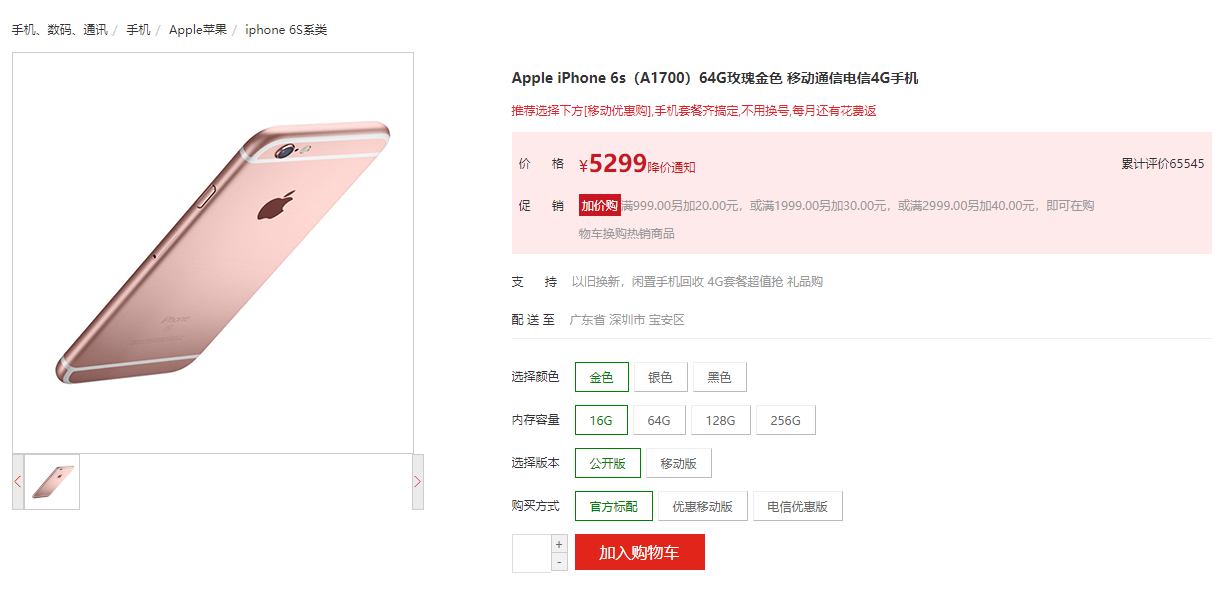 手机、数码、通讯 / 手机 / Apple苹果 / iphone 6S系类
Apple iPhone 6s（A1700）64G玫瑰金色 移动通信电信4G手机
推荐选择下方[移动优惠购],手机套餐齐搞定,不用换号,每月还有花费返
价 格 ¥5299降价通知 累计评价65545
促 销 加价购满999.00另加20.00元，或满1999.00另加30.00元，或满2999.00另加40.00元，即可在购
物车换购热销商品
支 持 以旧换新，闲置手机回收 4G套餐超值抢 礼品购
配 送 至 广东省 深圳市 宝安区
选择颜色 金色 银色 黑色
内存容量 16G 64G 128G 256G
选择版本 公开版 移动版
购买方式 官方标配 优惠移动版 电信优惠版
+
-
加入购物车
iPhone